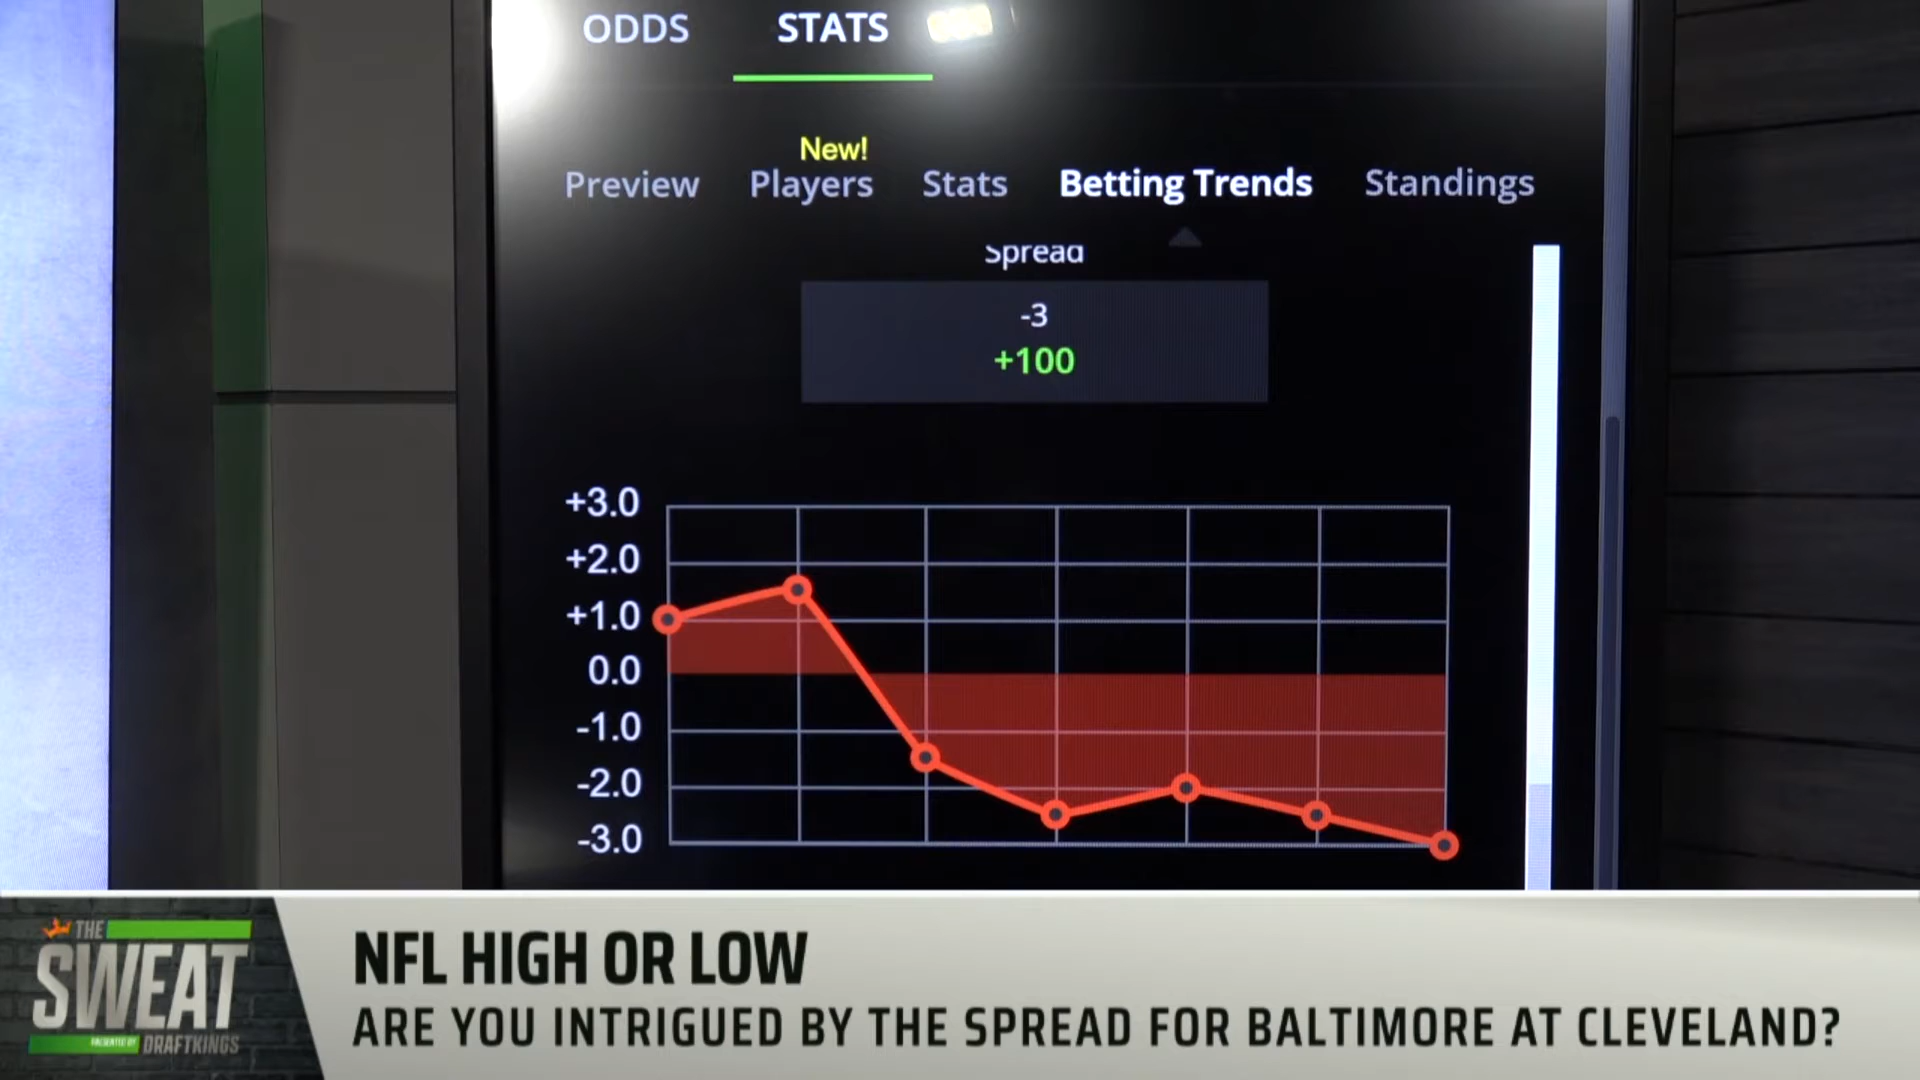 ODDS STATS
New!
Preview Players Stats Betting Trends Standings
Spread
-3
+100
+3.0
+2.0
+1.0
0.0
-1.0
-2.0
-3.0
THE
SWEAT
PRESENTED BY DRAFTKINGS
NFL HIGH OR LOW
ARE YOU INTRIGUED BY THE SPREAD FOR BALTIMORE AT CLEVELAND?